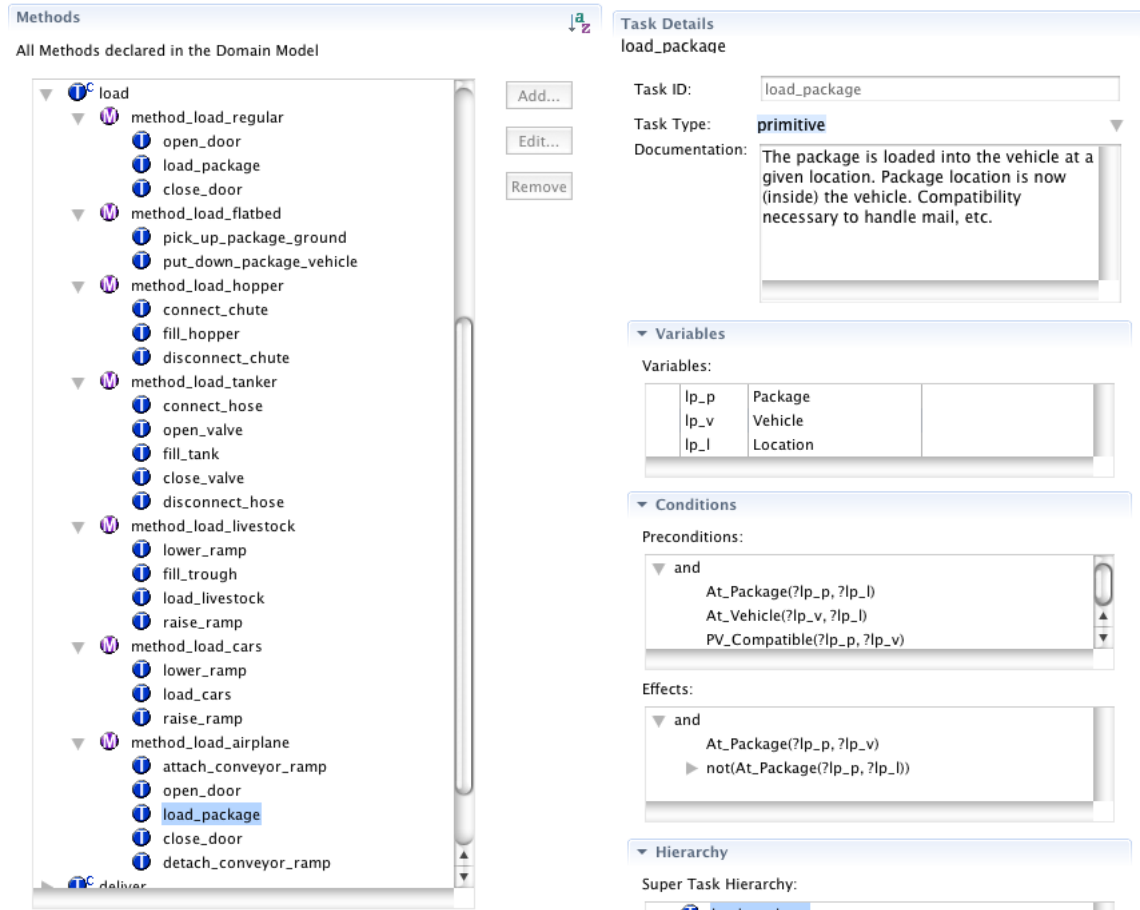 Methods
a
z
All Methods declared in the Domain Model
C load
M method_load_regular
T open_door
T load_package
T close_door
M method_load_flatbed
T pick_up_package_ground
T put_down_package_vehicle
M method_load_hopper
T connect_chute
T fill_hopper
T disconnect_chute
M method_load_tanker
T connect_hose
T open_valve
T fill_tank
T close_valve
T disconnect_hose
M method_load_livestock
T lower_ramp
T fill_trough
T load_livestock
T raise_ramp
M method_load_cars
T lower_ramp
T load_cars
T raise_ramp
M method_load_airplane
T attach_conveyor_ramp
T open_door
T load_package
T close_door
T detach_conveyor_ramp
C deliver
Add...
Edit...
Remove
Task Details
load_package
Task ID: load_package
Task Type: primitive
Documentation: The package is loaded into the vehicle at a
given location. Package location is now
(inside) the vehicle. Compatibility
necessary to handle mail, etc.
Variables
Variables:
lp_p Package
lp_v Vehicle
lp_l Location
Conditions
Preconditions:
and
At_Package(?lp_p, ?lp_l)
At_Vehicle(?lp_v, ?lp_l)
PV_Compatible(?lp_p, ?lp_v)
Effects:
and
At_Package(?lp_p, ?lp_v)
not(At_Package(?lp_p, ?lp_l))
Hierarchy
Super Task Hierarchy: